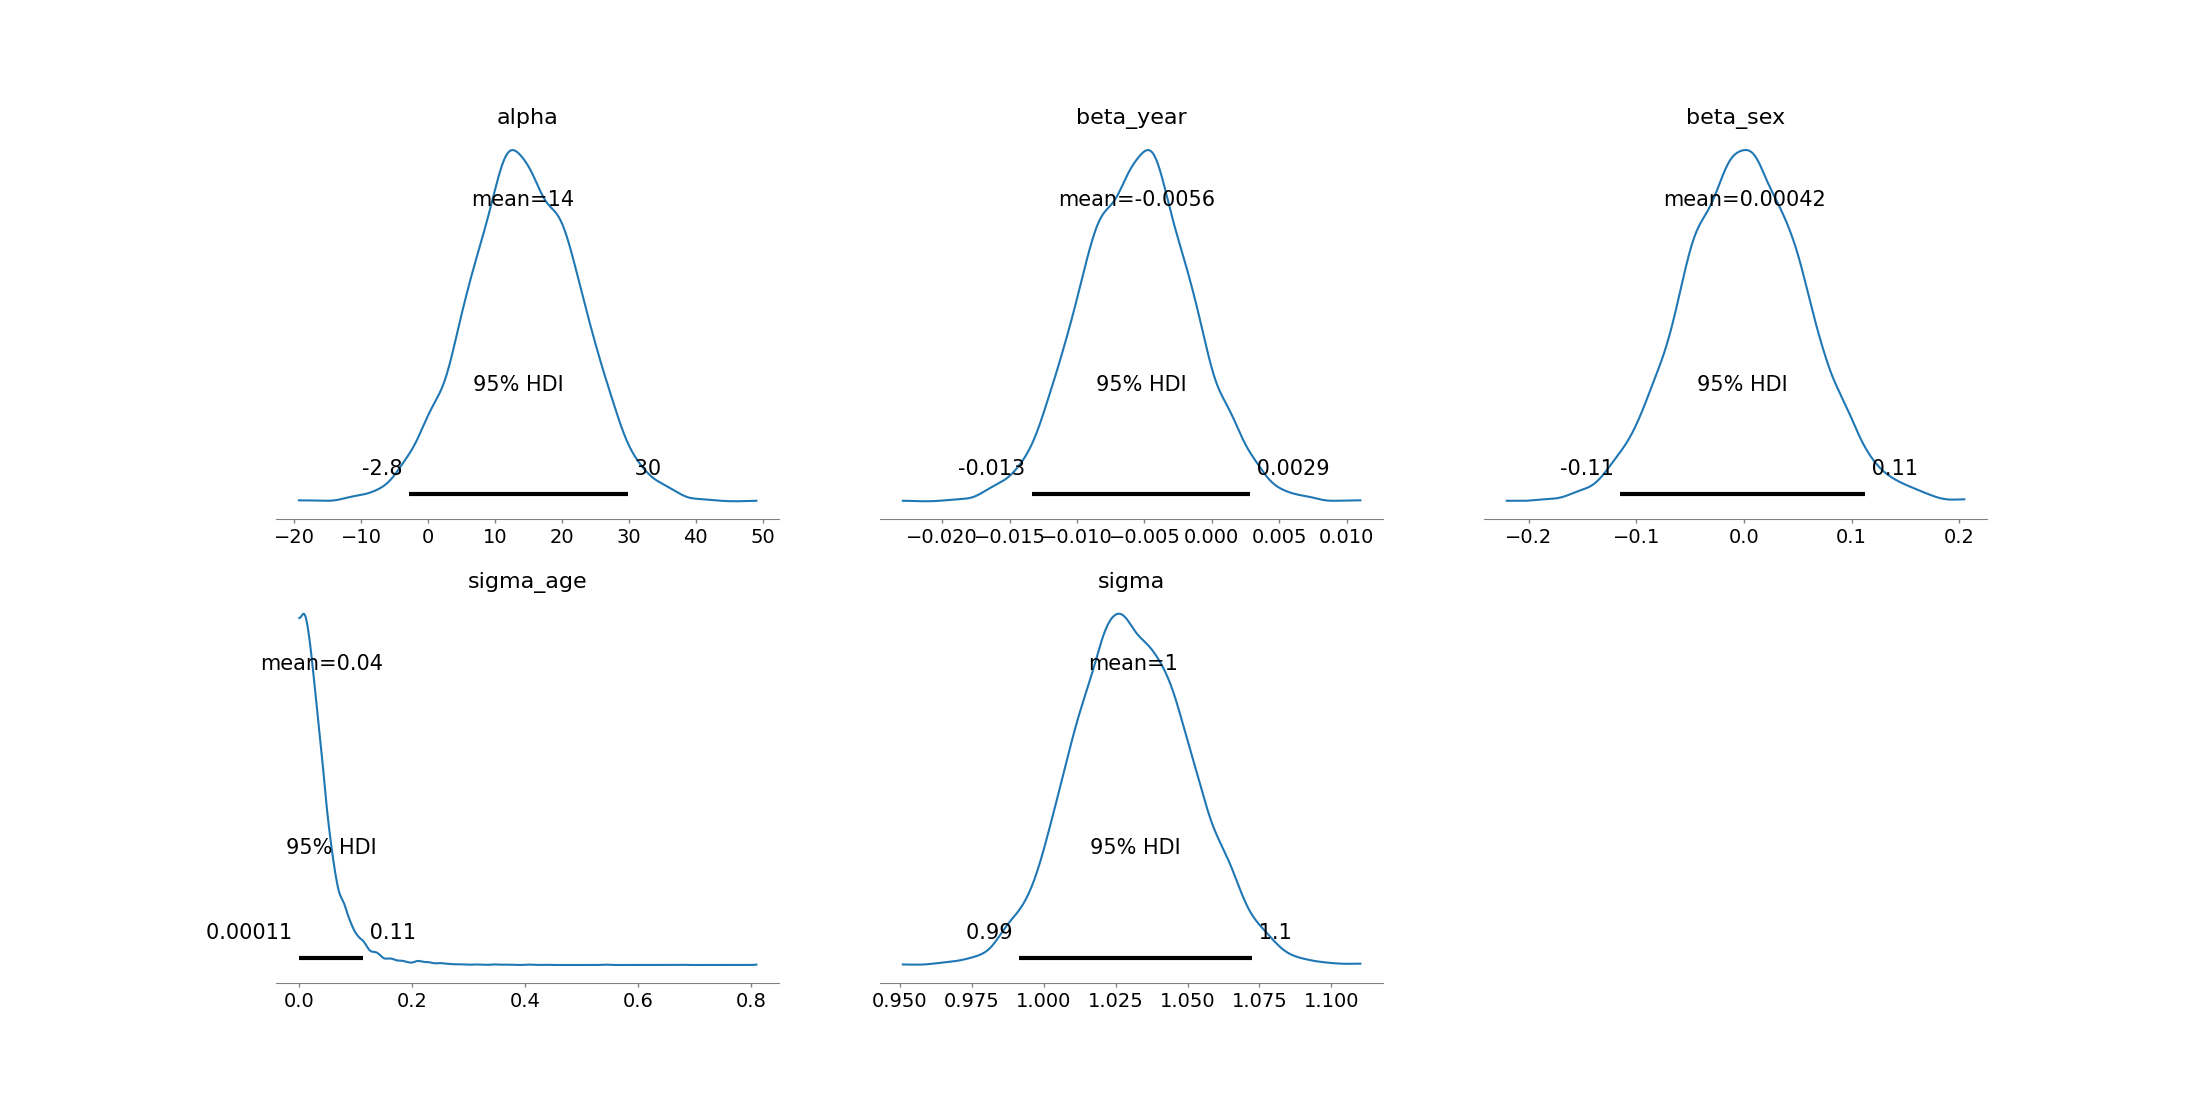 alpha
mean=14
95% HDI
-2.8 30
−20 −10 0 10 20 30 40 50
beta_year
mean=-0.0056
95% HDI
-0.013 0.0029
−0.020 −0.015 −0.010 −0.005 0.000 0.005 0.010
beta_sex
mean=0.00042
95% HDI
-0.11 0.11
−0.2 −0.1 0.0 0.1 0.2
sigma_age
mean=0.04
95% HDI
0.00011 0.11
0.0 0.2 0.4 0.6 0.8
sigma
mean=1
95% HDI
0.99 1.1
0.950 0.975 1.000 1.025 1.050 1.075 1.100